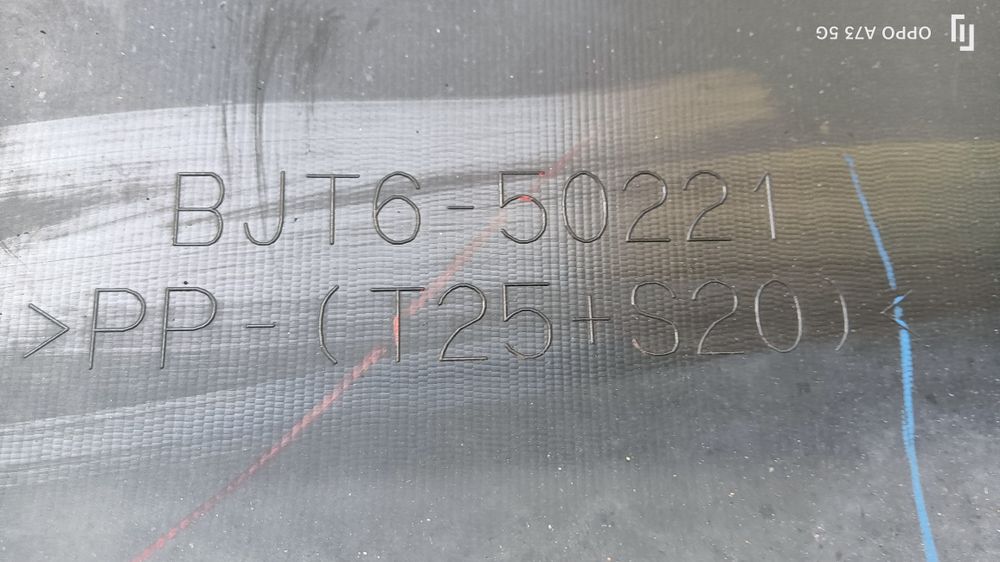 OPPO A73 5G
BJT6-50221
>PP-(T25+S20)<